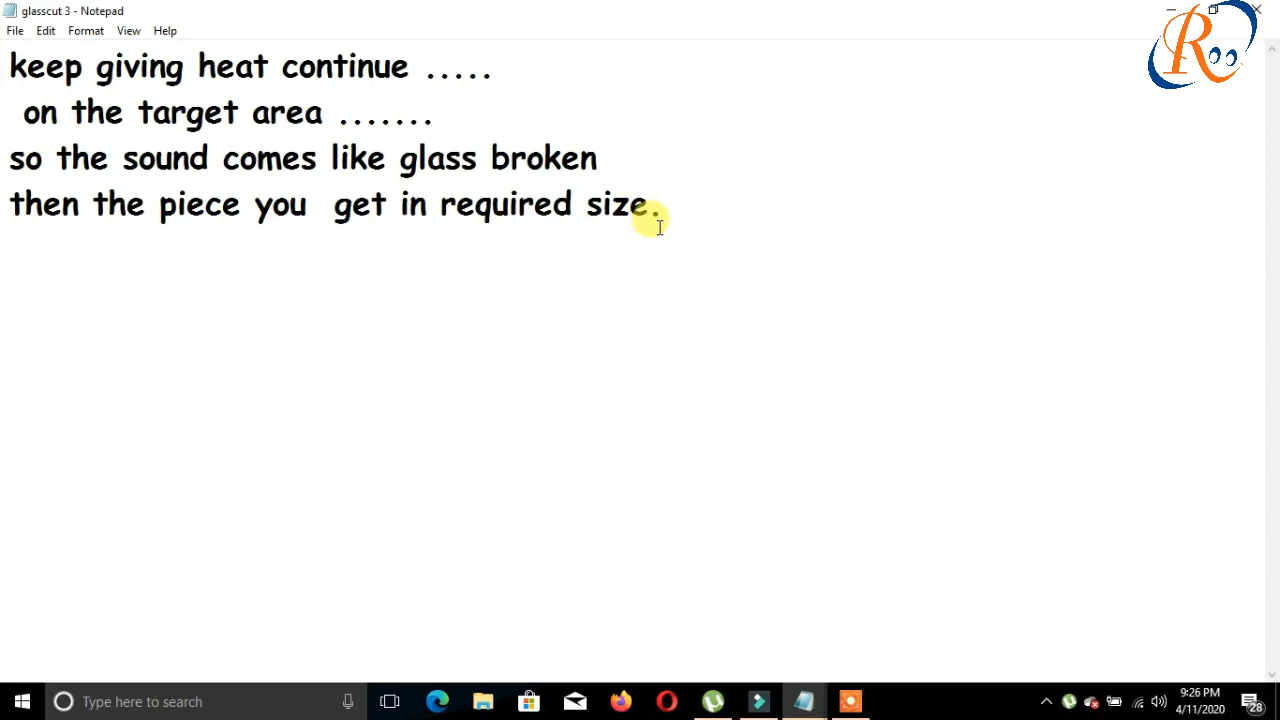 glasscut 3 - Notepad
File Edit Format View Help
keep giving heat continue .....
on the target area .......
so the sound comes like glass broken
then the piece you  get in required size.
Type here to search
9:26 PM
4/11/2020
28